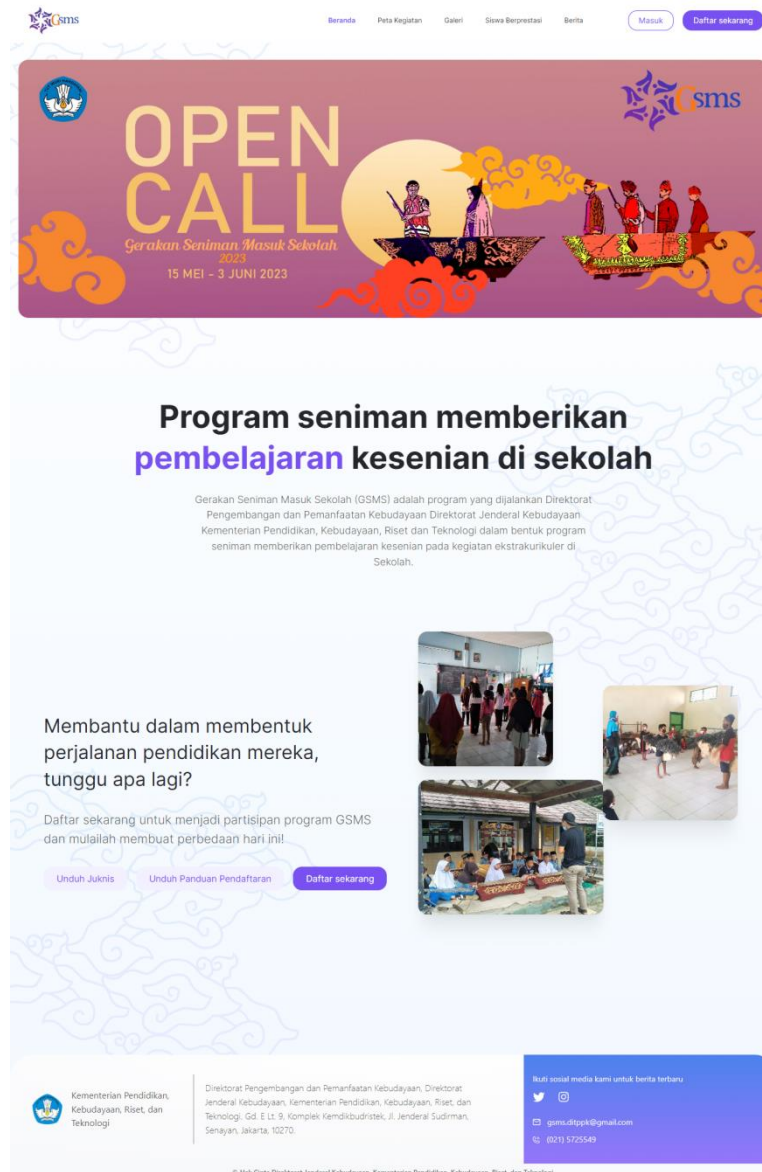 Gsms
Beranda Peta Kegiatan Galeri Siswa Berprestasi Berita Masuk Daftar sekarang
Gsms
OPEN
CALL
Gerakan Seniman Masuk Sekolah
2023
15 MEI - 3 JUNI 2023
Program seniman memberikan
pembelajaran kesenian di sekolah
Gerakan Seniman Masuk Sekolah (GSMS) adalah program yang dijalankan Direktorat
Pengembangan dan Pemanfaatan Kebudayaan Direktorat Jenderal Kebudayaan
Kementerian Pendidikan, Kebudayaan, Riset dan Teknologi dalam bentuk program
seniman memberikan pembelajaran kesenian pada kegiatan ekstrakurikuler di
Sekolah.
Membantu dalam membentuk
perjalanan pendidikan mereka,
tunggu apa lagi?
Daftar sekarang untuk menjadi partisipan program GSMS
dan mulailah membuat perbedaan hari ini!
Unduh Juknis Unduh Panduan Pendaftaran Daftar sekarang
Kementerian Pendidikan,
Kebudayaan, Riset, dan
Teknologi
Direktorat Pengembangan dan Pemanfaatan Kebudayaan, Direktorat
Jenderal Kebudayaan, Kementerian Pendidikan, Kebudayaan, Riset, dan
Teknologi. Gd. E Lt. 9, Komplek Kemdikbudristek, Jl. Jenderal Sudirman,
Senayan, Jakarta, 10270.
Ikuti sosial media kami untuk berita terbaru
gsms.ditppk@gmail.com
(021) 5725549